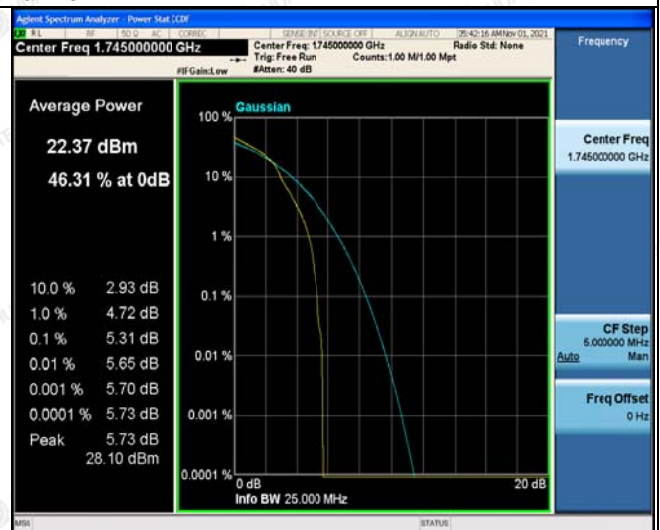 Agilent Spectrum Analyzer - Power Stat CCDF
RL RF 50 Ω AC CORREC SENSE:INT SOURCE OFF ALIGN AUTO 05:42:16 AM Nov 01, 2021
Center Freq 1.745000000 GHz
Center Freq: 1.745000000 GHz Radio Std: None
Trig: Free Run Counts:1.00 M/1.00 Mpt
#IFGain:Low #Atten: 40 dB
Frequency
Average Power
22.37 dBm
46.31 % at 0dB
10.0 % 2.93 dB
1.0 % 4.72 dB
0.1 % 5.31 dB
0.01 % 5.65 dB
0.001 % 5.70 dB
0.0001 % 5.73 dB
Peak 5.73 dB
28.10 dBm
Gaussian
100 %
10 %
1 %
0.1 %
0.01 %
0.001 %
0.0001 %
0 dB 20 dB
Info BW 25.000 MHz
Center Freq
1.745000000 GHz
CF Step
5.000000 MHz
Auto Man
Freq Offset
0 Hz
MSG STATUS